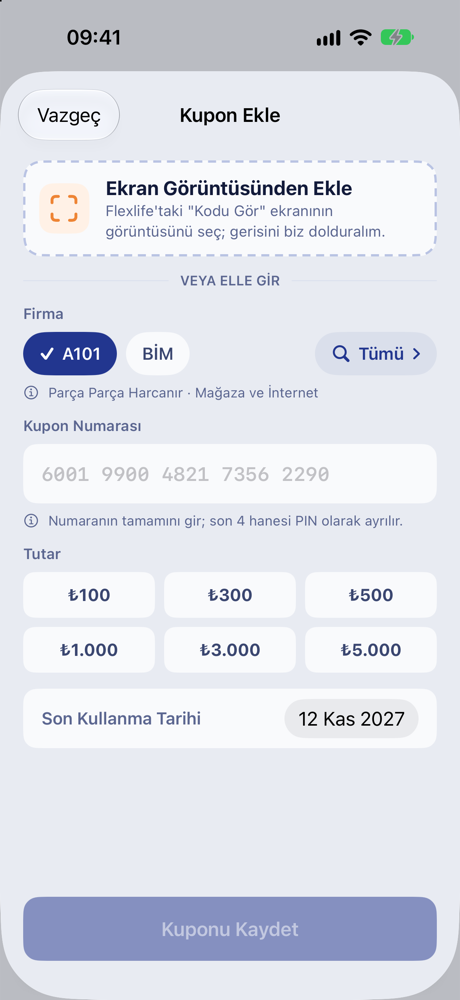 09:41
Vazgeç
Kupon Ekle
Ekran Görüntüsünden Ekle
Flexlife'taki "Kodu Gör" ekranının
görüntüsünü seç; gerisini biz dolduralım.
VEYA ELLE GİR
Firma
A101
BİM
Tümü
Parça Parça Harcanır · Mağaza ve İnternet
Kupon Numarası
6001 9900 4821 7356 2290
Numaranın tamamını gir; son 4 hanesi PIN olarak ayrılır.
Tutar
₺100
₺300
₺500
₺1.000
₺3.000
₺5.000
Son Kullanma Tarihi
12 Kas 2027
Kuponu Kaydet